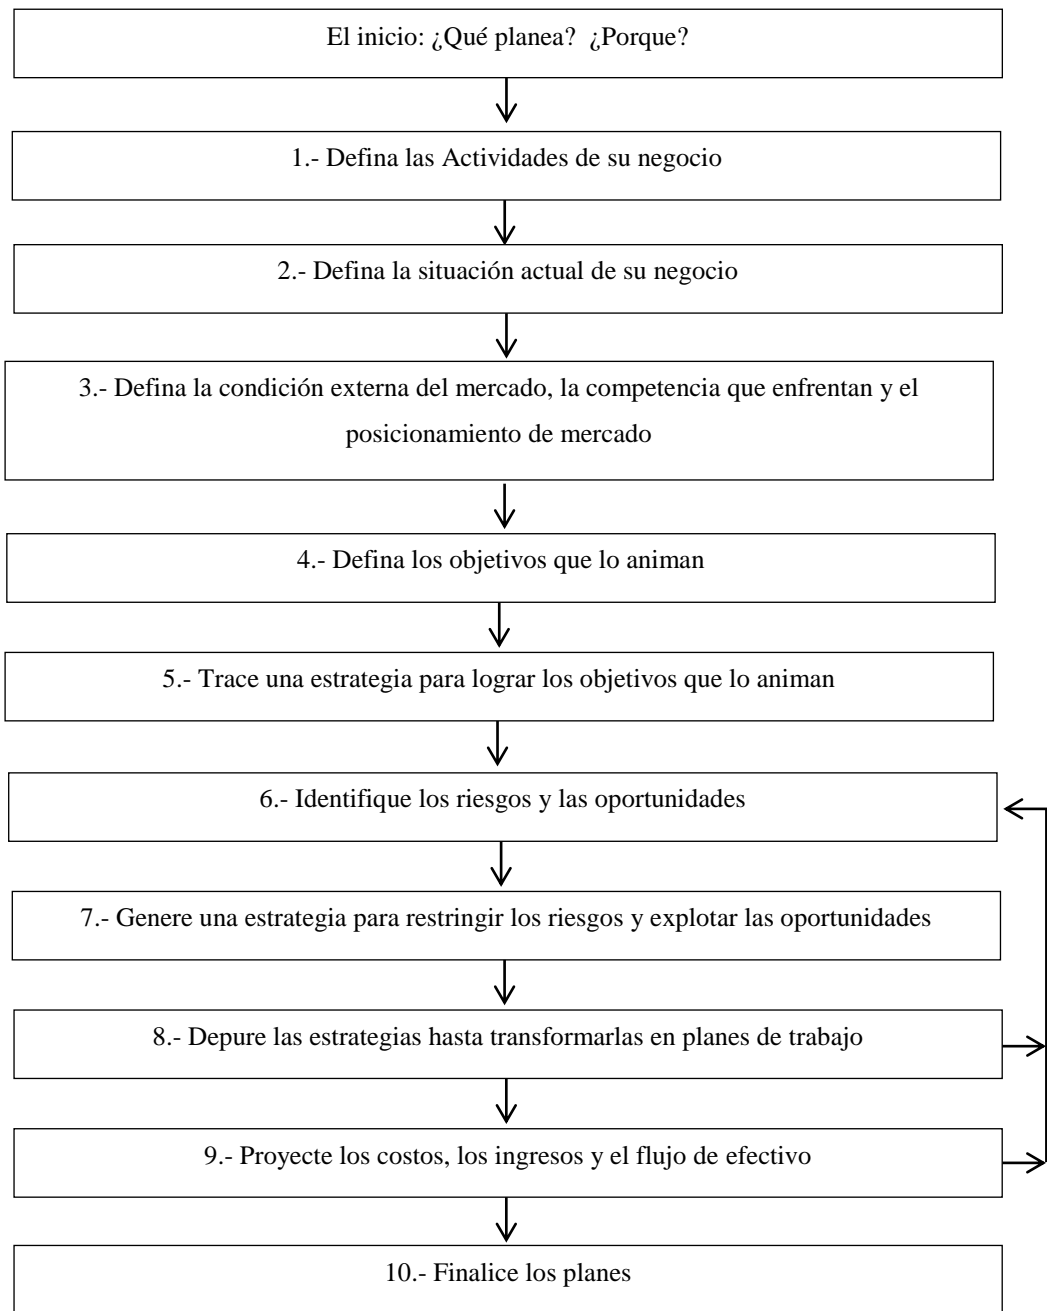 El inicio: ¿Qué planea?  ¿Porque?
1.- Defina las Actividades de su negocio
2.- Defina la situación actual de su negocio
3.- Defina la condición externa del mercado, la competencia que enfrentan y el
posicionamiento de mercado
4.- Defina los objetivos que lo animan
5.- Trace una estrategia para lograr los objetivos que lo animan
6.- Identifique los riesgos y las oportunidades
7.- Genere una estrategia para restringir los riesgos y explotar las oportunidades
8.- Depure las estrategias hasta transformarlas en planes de trabajo
9.- Proyecte los costos, los ingresos y el flujo de efectivo
10.- Finalice los planes